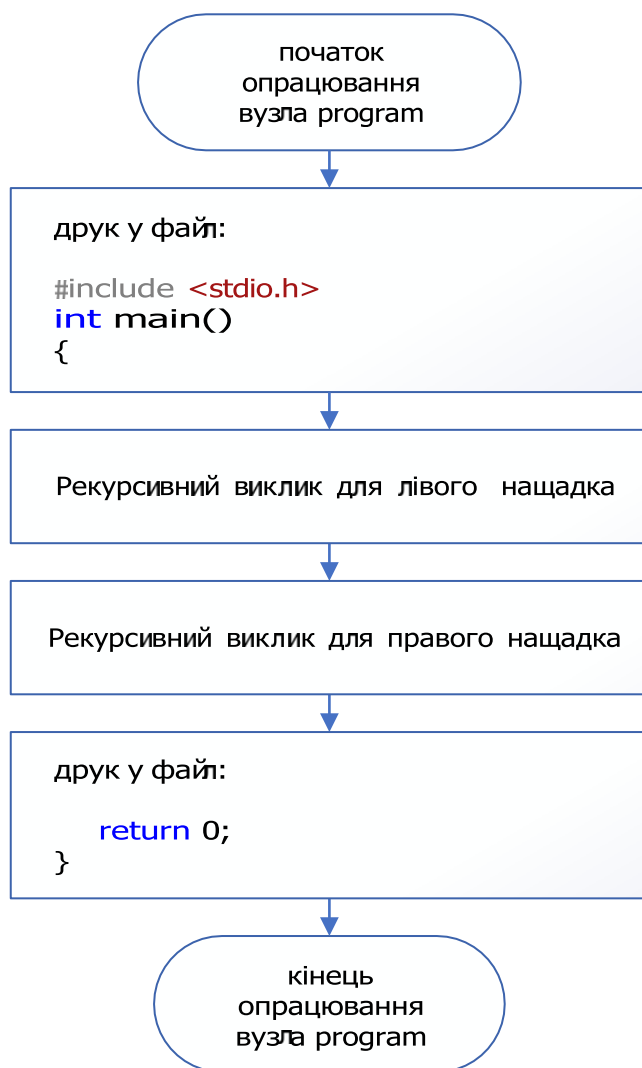 початок
опрацювання
вузла program
друк у файл:
#include <stdio.h>
int main()
{
Рекурсивний виклик для лівого нащадка
Рекурсивний виклик для правого нащадка
друк у файл:
return 0;
}
кінець
опрацювання
вузла program